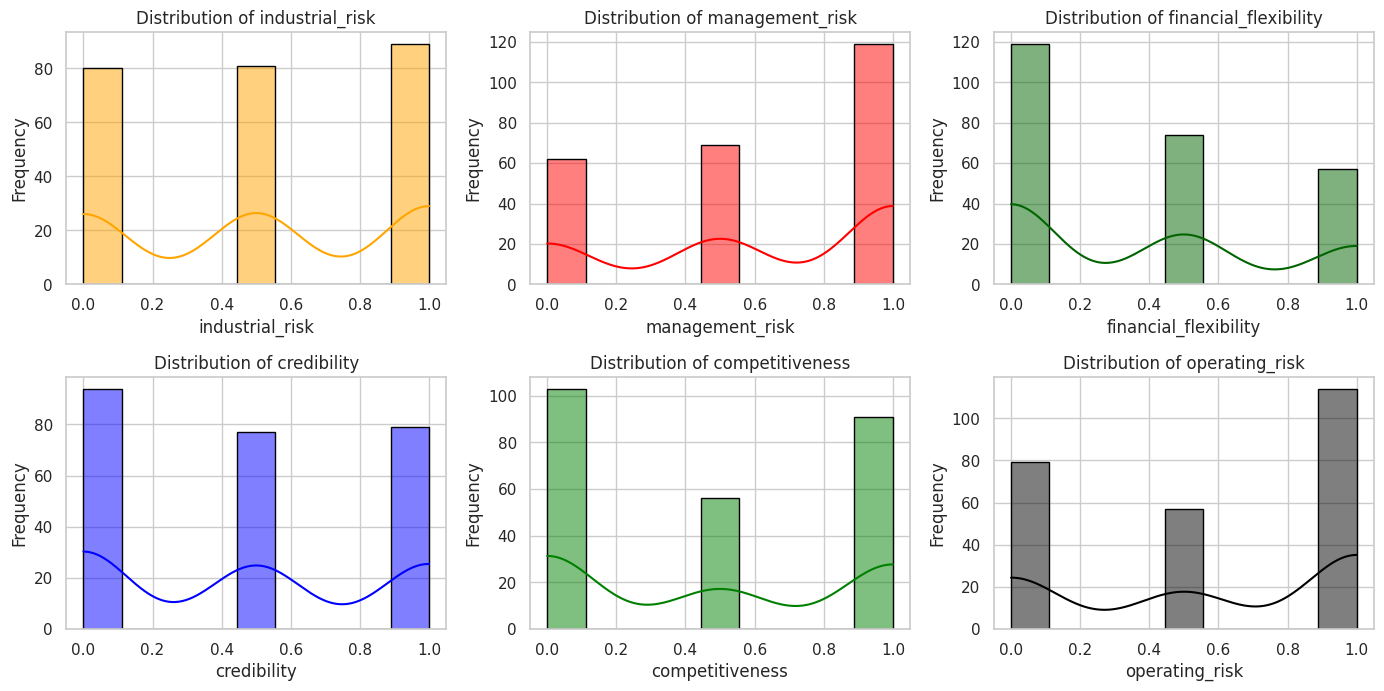 Distribution of industrial_risk
Frequency
80
60
40
20
0
0.0 0.2 0.4 0.6 0.8 1.0
industrial_risk
Distribution of management_risk
Frequency
120
100
80
60
40
20
0
0.0 0.2 0.4 0.6 0.8 1.0
management_risk
Distribution of financial_flexibility
Frequency
120
100
80
60
40
20
0
0.0 0.2 0.4 0.6 0.8 1.0
financial_flexibility
Distribution of credibility
Frequency
80
60
40
20
0
0.0 0.2 0.4 0.6 0.8 1.0
credibility
Distribution of competitiveness
Frequency
100
80
60
40
20
0
0.0 0.2 0.4 0.6 0.8 1.0
competitiveness
Distribution of operating_risk
Frequency
100
80
60
40
20
0
0.0 0.2 0.4 0.6 0.8 1.0
operating_risk